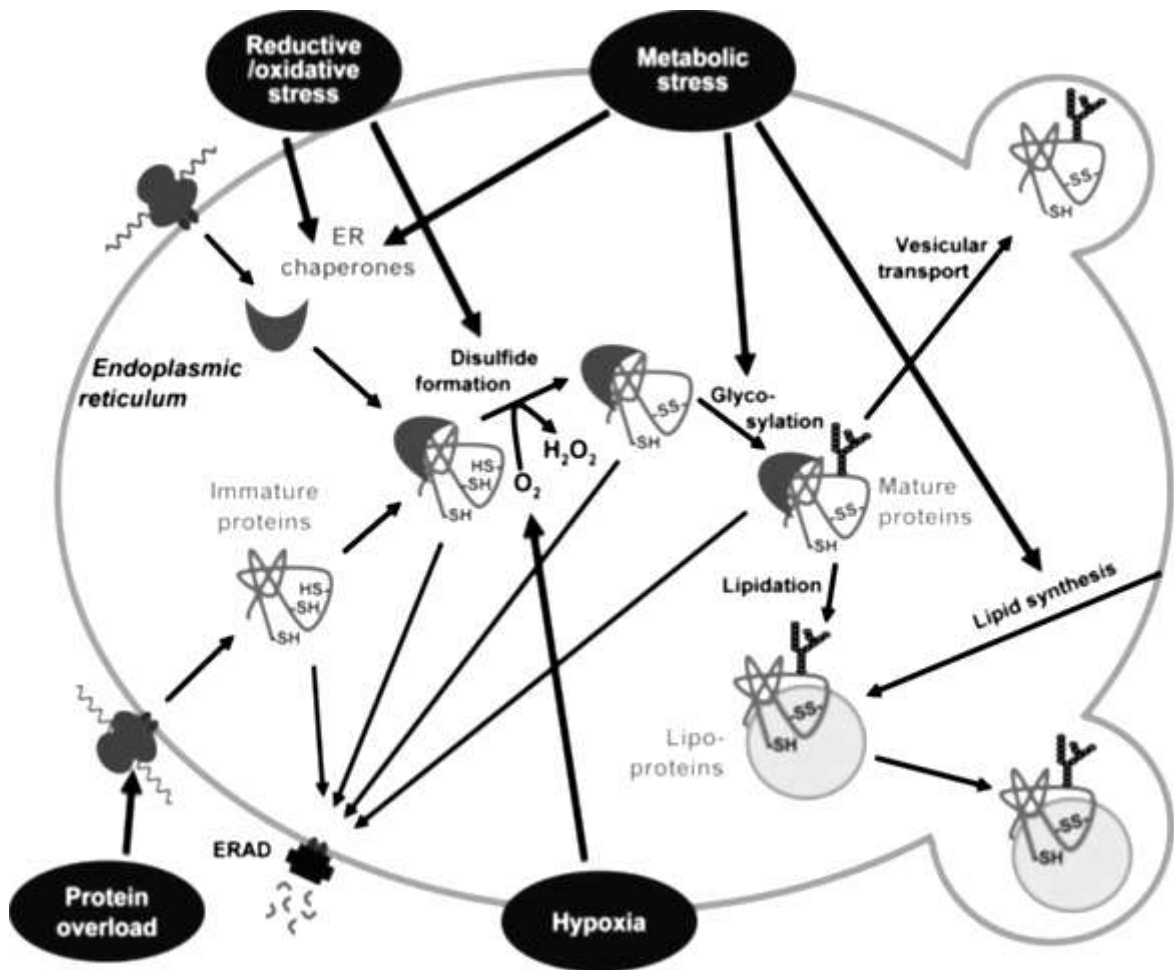 Reductive
/oxidative
stress
Metabolic
stress
-SS-
SH
ER
chaperones
Vesicular
transport
Endoplasmic
reticulum
Disulfide
formation
-SS-
-SH
Glyco-
sylation
H2O2
O2
HS-
-SH
-SH
Immature
proteins
Mature
proteins
-SS-
-SH
HS-
-SH
-SH
Lipidation
Lipid synthesis
-SS-
-SH
Lipo-
proteins
-SS-
-SH
ERAD
Protein
overload
Hypoxia